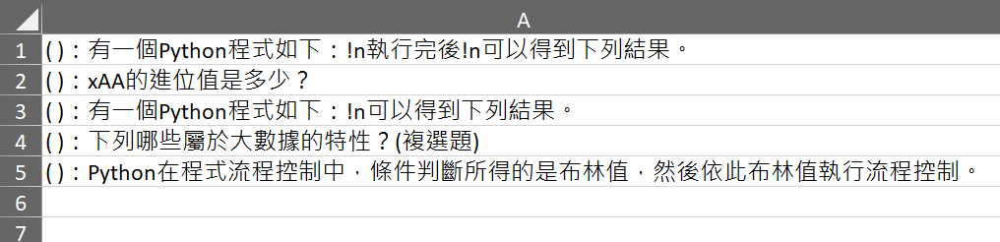 A
1 ( )：有一個Python程式如下：!n執行完後!n可以得到下列結果。
2 ( )：xAA的進位值是多少？
3 ( )：有一個Python程式如下：!n可以得到下列結果。
4 ( )：下列哪些屬於大數據的特性？(複選題)
5 ( )：Python在程式流程控制中，條件判斷所得的是布林值，然後依此布林值執行流程控制。
6
7